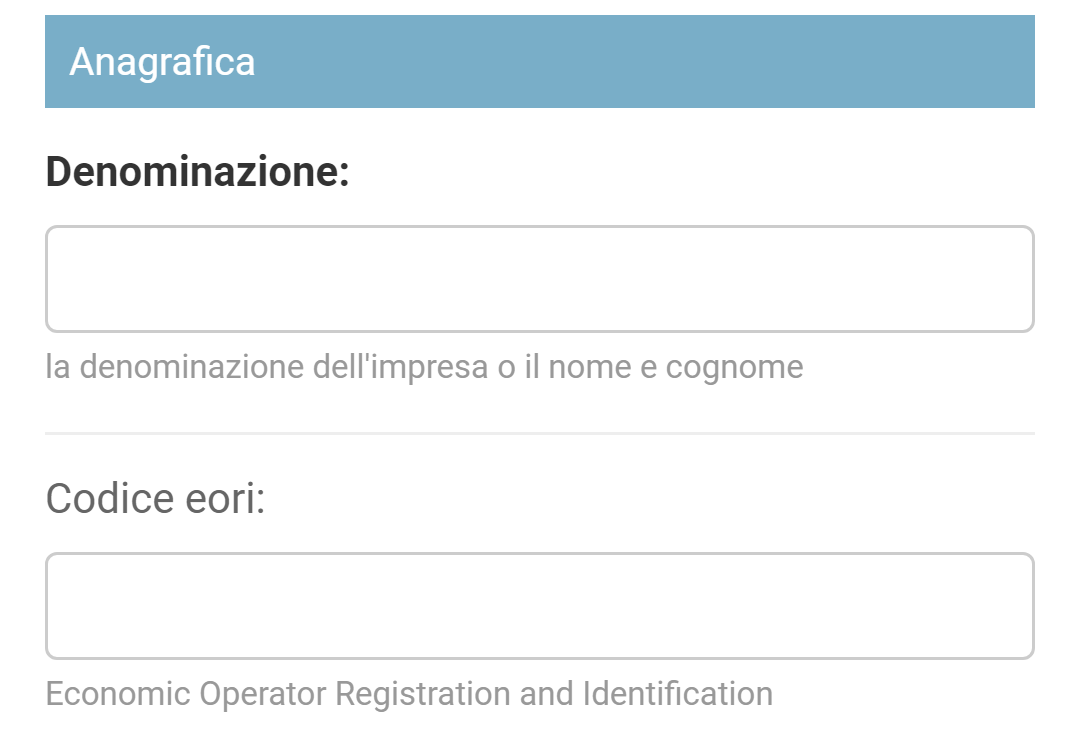 Anagrafica
Denominazione:
la denominazione dell'impresa o il nome e cognome
Codice eori:
Economic Operator Registration and Identification